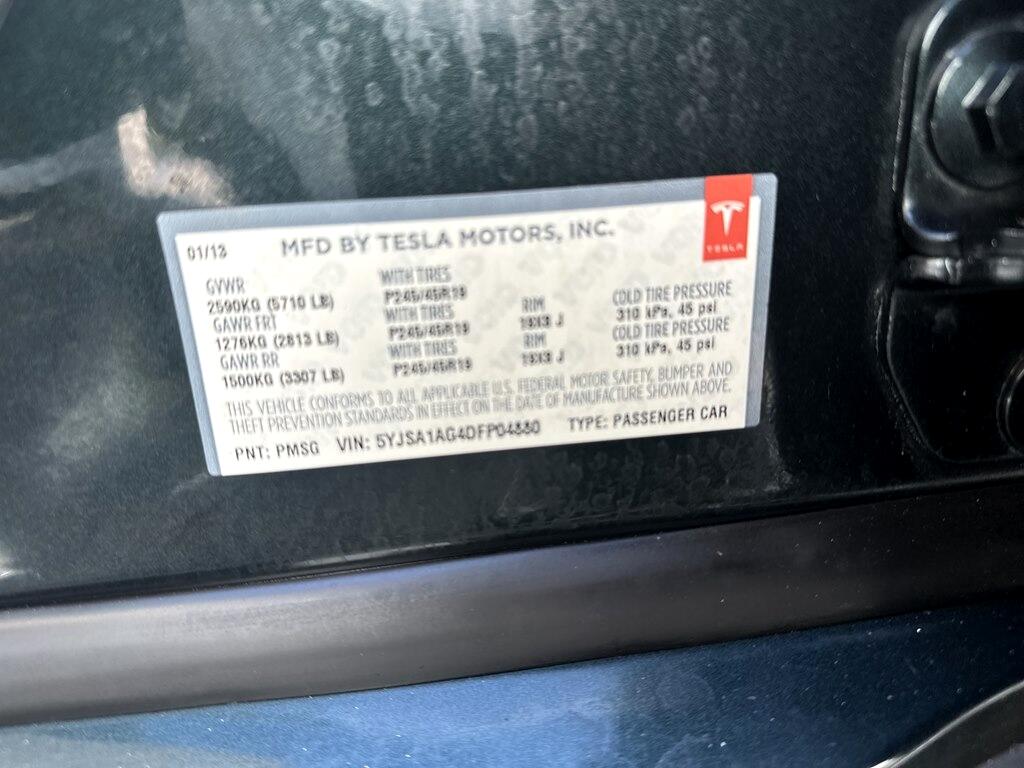 01/13 MFD BY TESLA MOTORS, INC.
TESLA
GVWR WITH TIRES
2590KG (5710 LB) P245/45R19 RIM COLD TIRE PRESSURE
GAWR FRT WITH TIRES 19X8 J 310 kPa, 45 psi
1276KG (2813 LB) P245/45R19 RIM COLD TIRE PRESSURE
GAWR RR WITH TIRES 19X8 J 310 kPa, 45 psi
1500KG (3307 LB) P245/45R19
THIS VEHICLE CONFORMS TO ALL APPLICABLE U.S. FEDERAL MOTOR SAFETY, BUMPER AND
THEFT PREVENTION STANDARDS IN EFFECT ON THE DATE OF MANUFACTURE SHOWN ABOVE.
PNT: PMSG VIN: TYPE: PASSENGER CAR